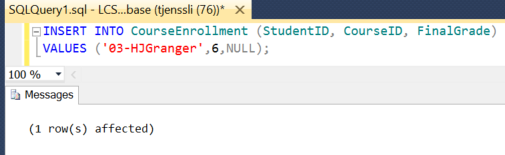 SQLQuery1.sql - LCS...base (tjenssli (76))*
INSERT INTO CourseEnrollment (StudentID, CourseID, FinalGrade)
VALUES ('03-HJGranger',6,NULL);
100 %
Messages
(1 row(s) affected)